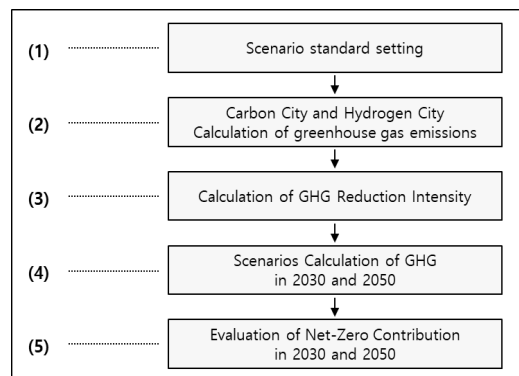 (1)
Scenario standard setting
(2)
Carbon City and Hydrogen City
Calculation of greenhouse gas emissions
(3)
Calculation of GHG Reduction Intensity
(4)
Scenarios Calculation of GHG
in 2030 and 2050
(5)
Evaluation of Net-Zero Contribution
in 2030 and 2050